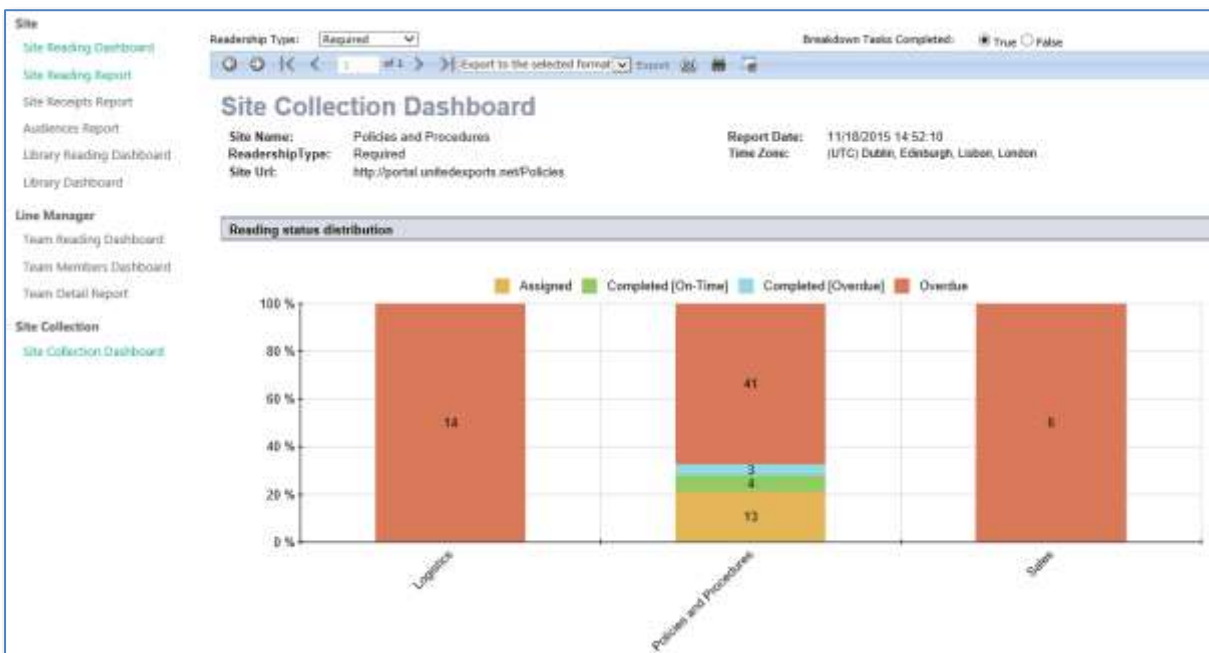 Site
Site Reading Dashboard
Site Reading Report
Site Receipts Report
Audiences Report
Library Reading Dashboard
Library Dashboard
Line Manager
Team Reading Dashboard
Team Members Dashboard
Team Detail Report
Site Collection
Site Collection Dashboard
Readership Type: Required
Breakdown Tasks Completed: True False
1 of 1 Export to the selected format Export
Site Collection Dashboard
Site Name: Policies and Procedures
ReadershipType: Required
Site Url: http://portal.unitedexports.net/Policies
Report Date: 11/18/2015 14:52:10
Time Zone: (UTC) Dublin, Edinburgh, Lisbon, London
Reading status distribution
Assigned Completed [On-Time] Completed [Overdue] Overdue
100 %
80 %
60 %
40 %
20 %
0 %
14
41
3
4
13
Logistics
Policies and Procedures
Sales